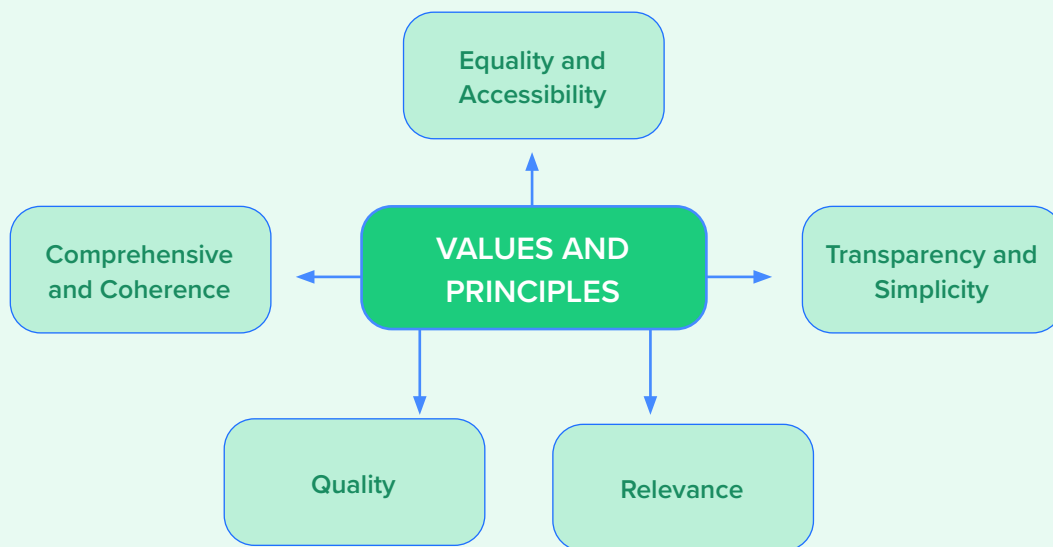 Equality and
Accessibility
Comprehensive
and Coherence
VALUES AND
PRINCIPLES
Transparency and
Simplicity
Quality
Relevance